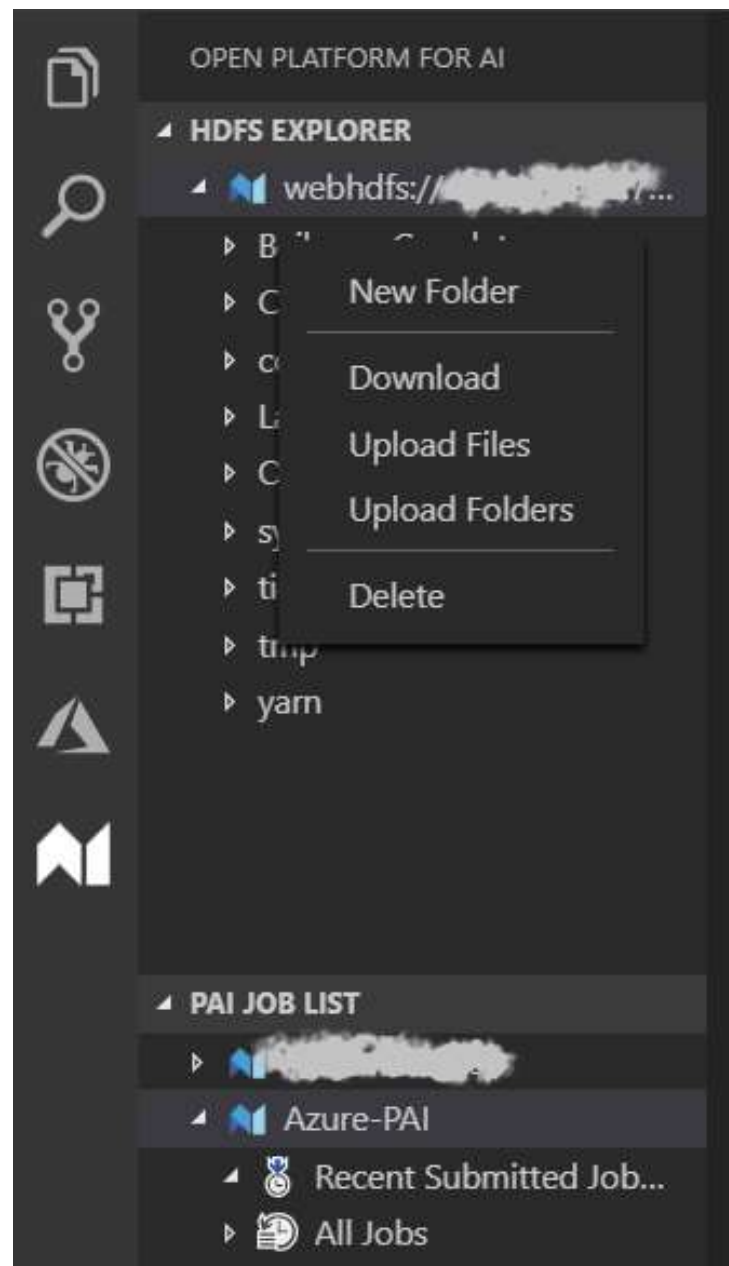 OPEN PLATFORM FOR AI
HDFS EXPLORER
webhdfs://
New Folder
Download
Upload Files
Upload Folders
Delete
tmp
yarn
PAI JOB LIST
Azure-PAI
Recent Submitted Job...
All Jobs